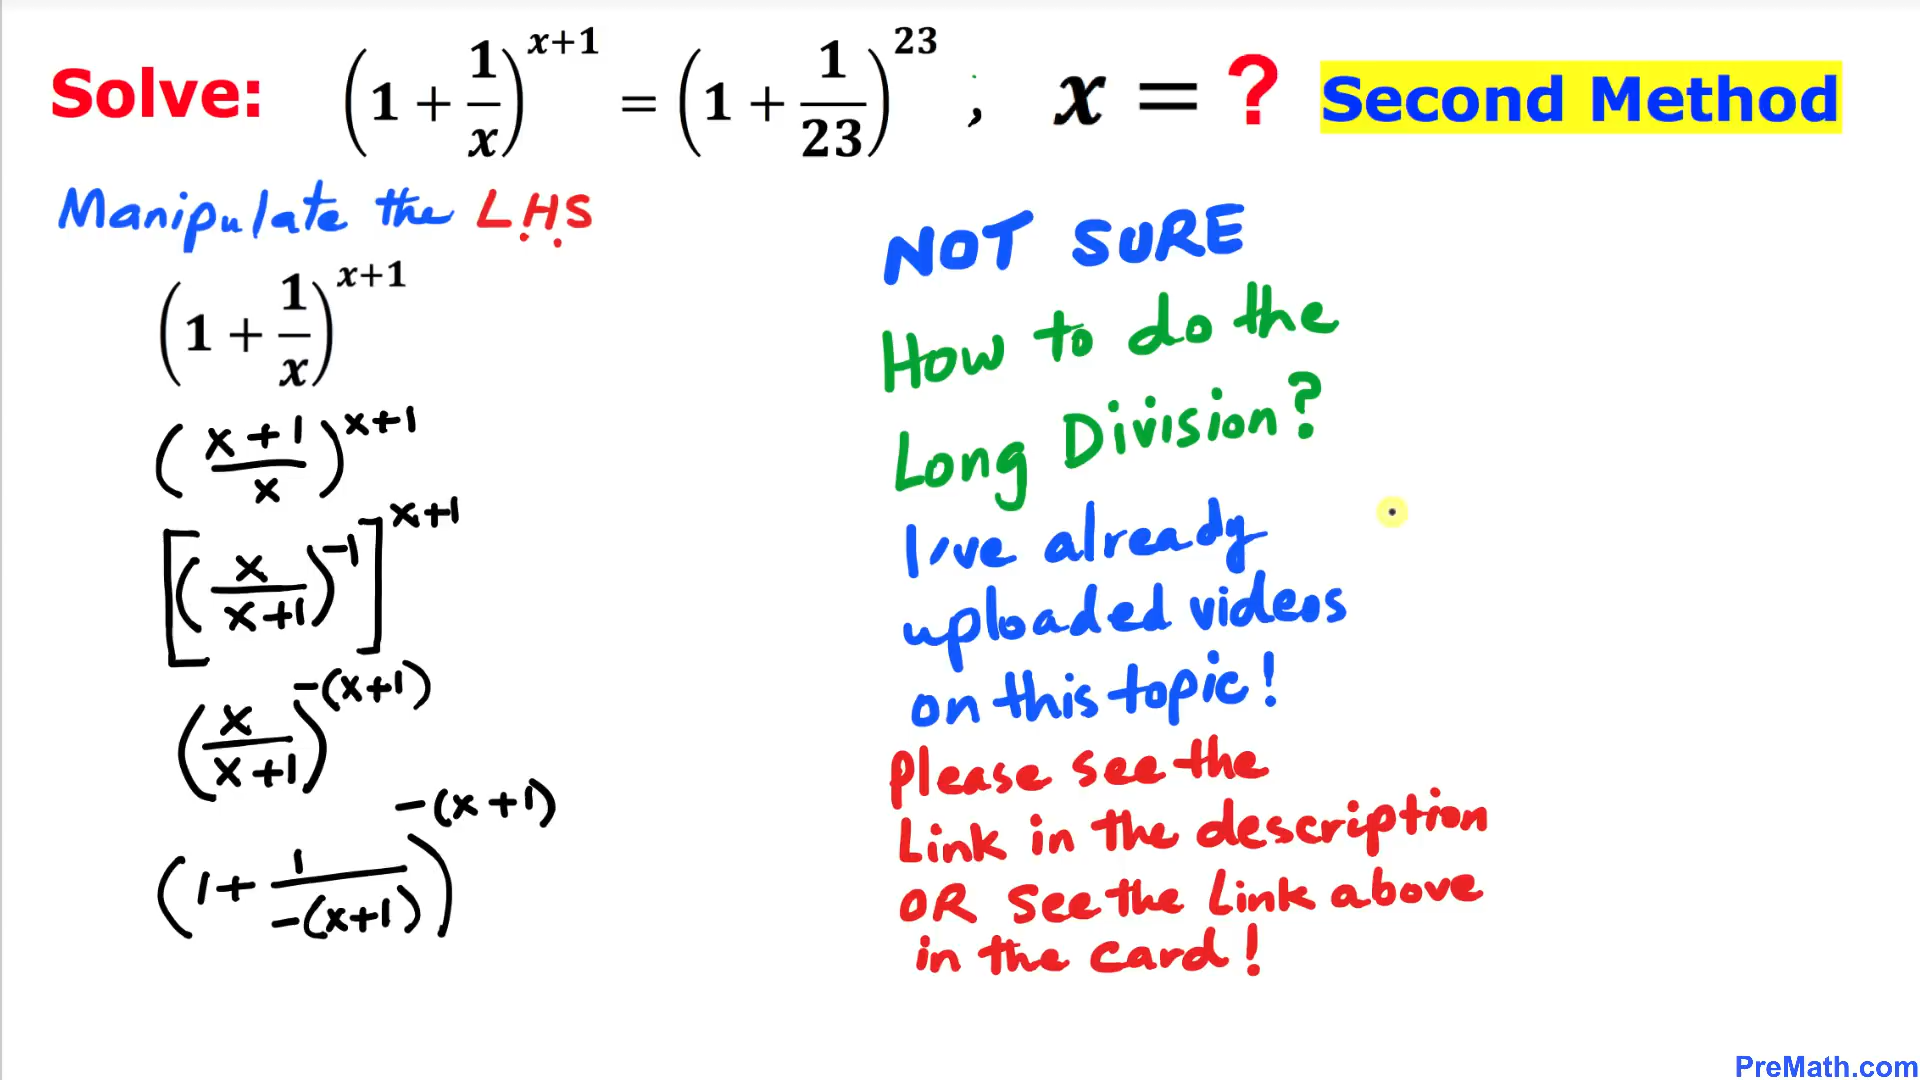 Solve: (1 + 1/x)^(x+1) = (1 + 1/23)^23 , x = ? Second Method
Manipulate the LHS
(1 + 1/x)^(x+1)
((x+1)/x)^(x+1)
[(x/(x+1))^-1]^(x+1)
(x/(x+1))^-(x+1)
(1+ 1/-(x+1))^-(x+1)
NOT SURE
How to do the
Long Division?
I've already
uploaded videos
on this topic!
Please see the
Link in the description
OR see the Link above
in the card!
PreMath.com